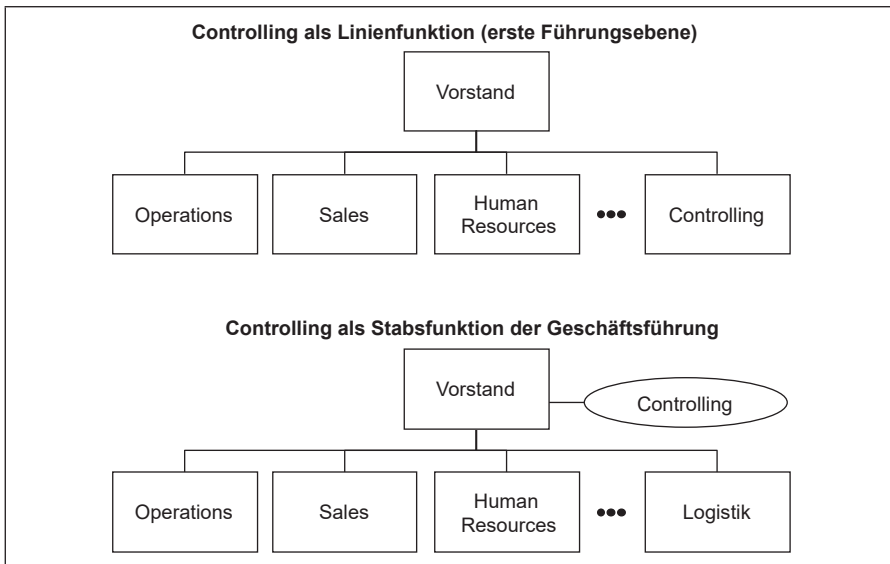 Controlling als Linienfunktion (erste Führungsebene)
Vorstand
Operations
Sales
Human
Resources
•••
Controlling
Controlling als Stabsfunktion der Geschäftsführung
Vorstand
Controlling
Operations
Sales
Human
Resources
•••
Logistik